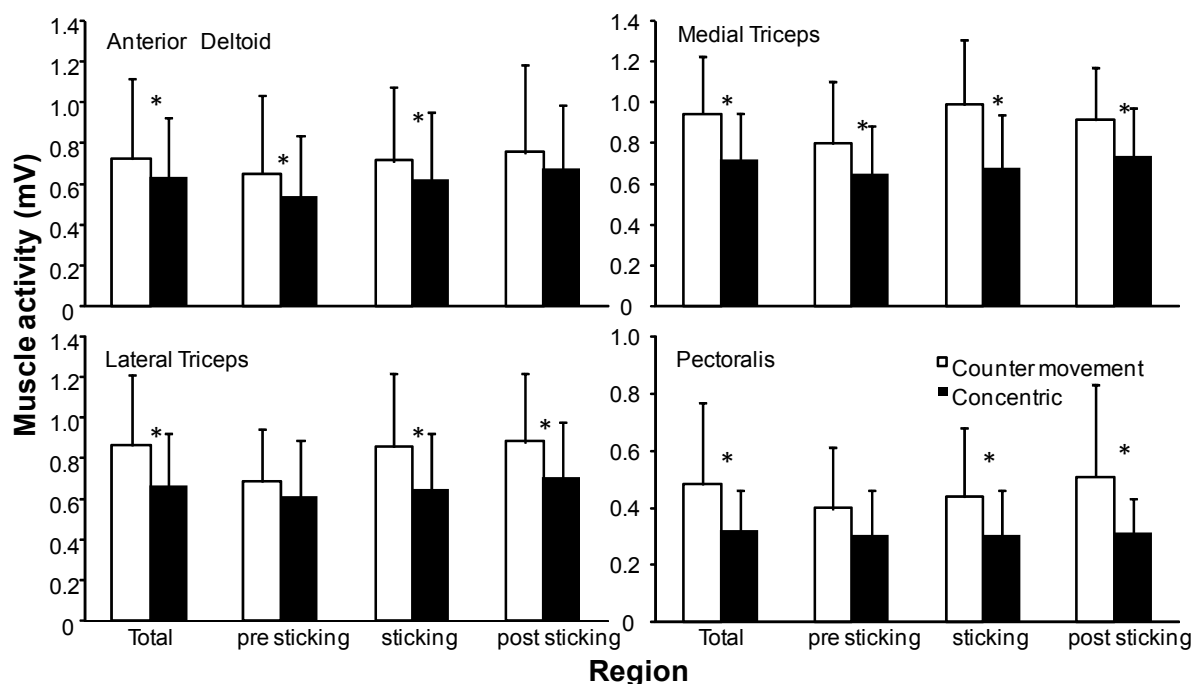 Muscle activity (mV)
Anterior Deltoid
1.4
1.2
1.0
0.8
0.6
0.4
0.2
0
* * *
Medial Triceps
1.4
1.2
1.0
0.8
0.6
0.4
0.2
0
* * * *
Lateral Triceps
1.4
1.2
1.0
0.8
0.6
0.4
0.2
0
* * *
Total pre sticking sticking post sticking
Pectoralis
Counter movement
Concentric
1.0
0.8
0.6
0.4
0.2
0
* * *
Total pre sticking sticking post sticking
Region